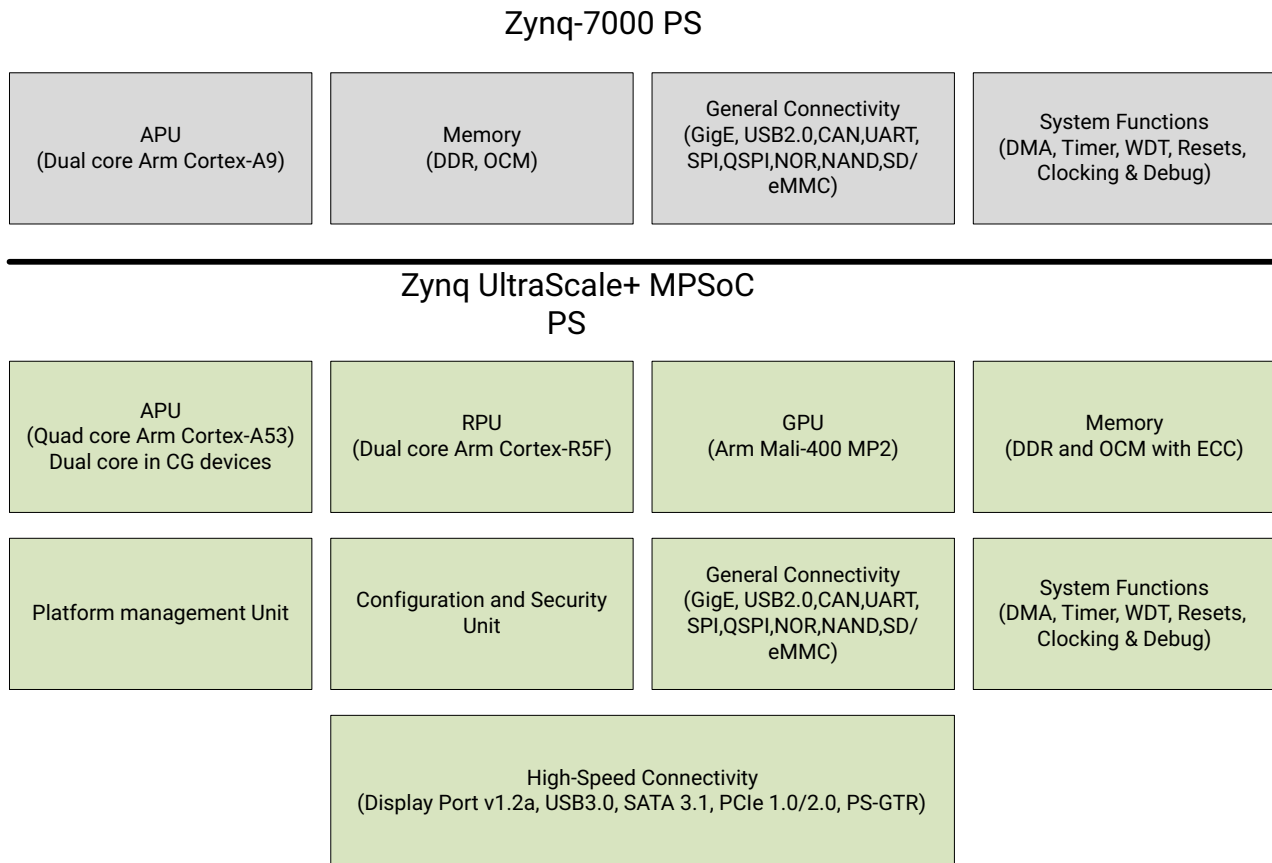 Zynq-7000 PS
APU
(Dual core Arm Cortex-A9)
Memory
(DDR, OCM)
General Connectivity
(GigE, USB2.0,CAN,UART,
SPI,QSPI,NOR,NAND,SD/
eMMC)
System Functions
(DMA, Timer, WDT, Resets,
Clocking & Debug)
Zynq UltraScale+ MPSoC
PS
APU
(Quad core Arm Cortex-A53)
Dual core in CG devices
RPU
(Dual core Arm Cortex-R5F)
GPU
(Arm Mali-400 MP2)
Memory
(DDR and OCM with ECC)
Platform management Unit
Configuration and Security
Unit
General Connectivity
(GigE, USB2.0,CAN,UART,
SPI,QSPI,NOR,NAND,SD/
eMMC)
System Functions
(DMA, Timer, WDT, Resets,
Clocking & Debug)
High-Speed Connectivity
(Display Port v1.2a, USB3.0, SATA 3.1, PCIe 1.0/2.0, PS-GTR)